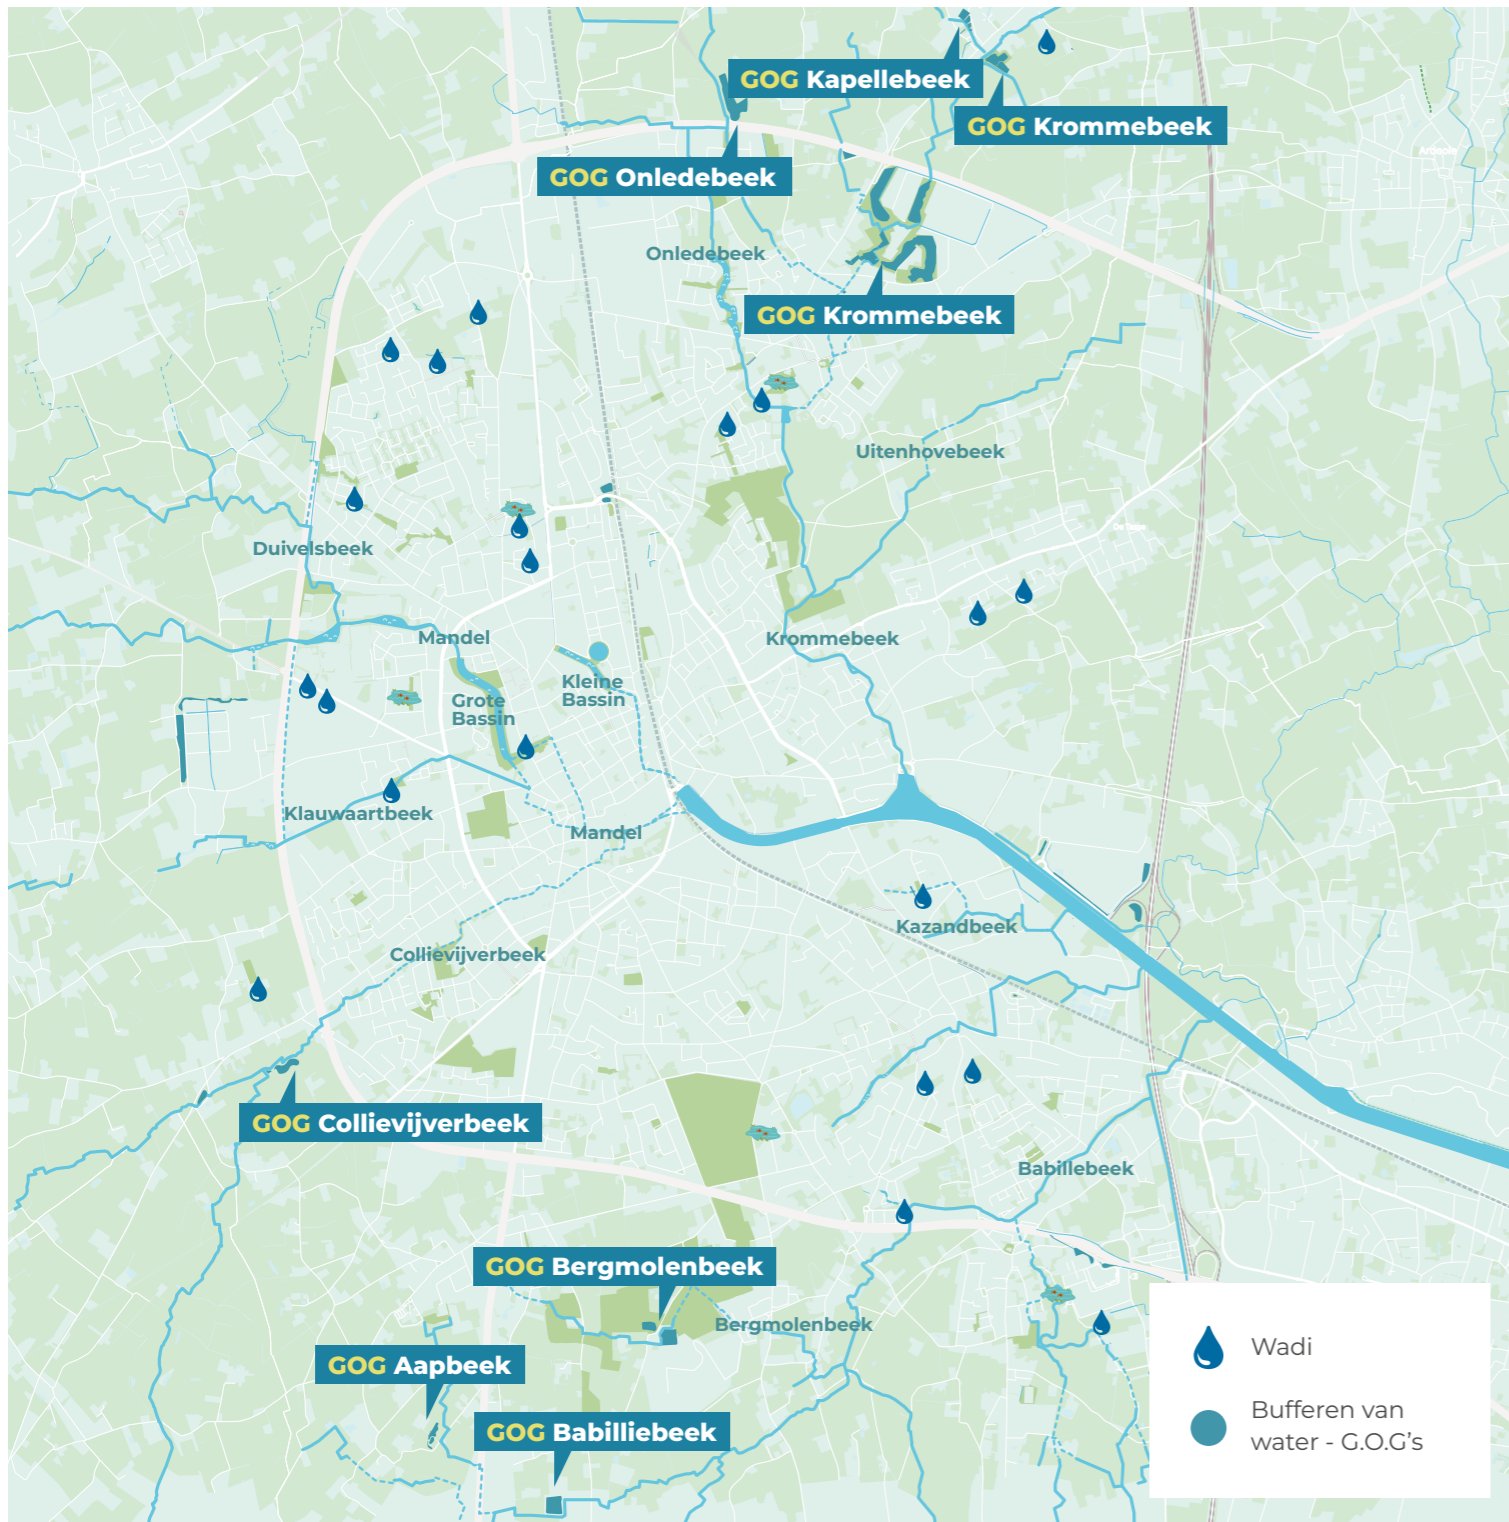 GOG Kapellebeek
GOG Krommebeek
Ardooie
GOG Onledebeek
Onledebeek
GOG Krommebeek
Uitenhovebeek
Duivelsbeek
Mandel
Krommebeek
Kleine
Bassin
Grote
Bassin
Klauwaartbeek
Mandel
Kazandbeek
Collievijverbeek
GOG Collievijverbeek
Babillebeek
GOG Bergmolenbeek
Bergmolenbeek
GOG Aapbeek
GOG Babilliebeek
Wadi
Bufferen van
water - G.O.G's